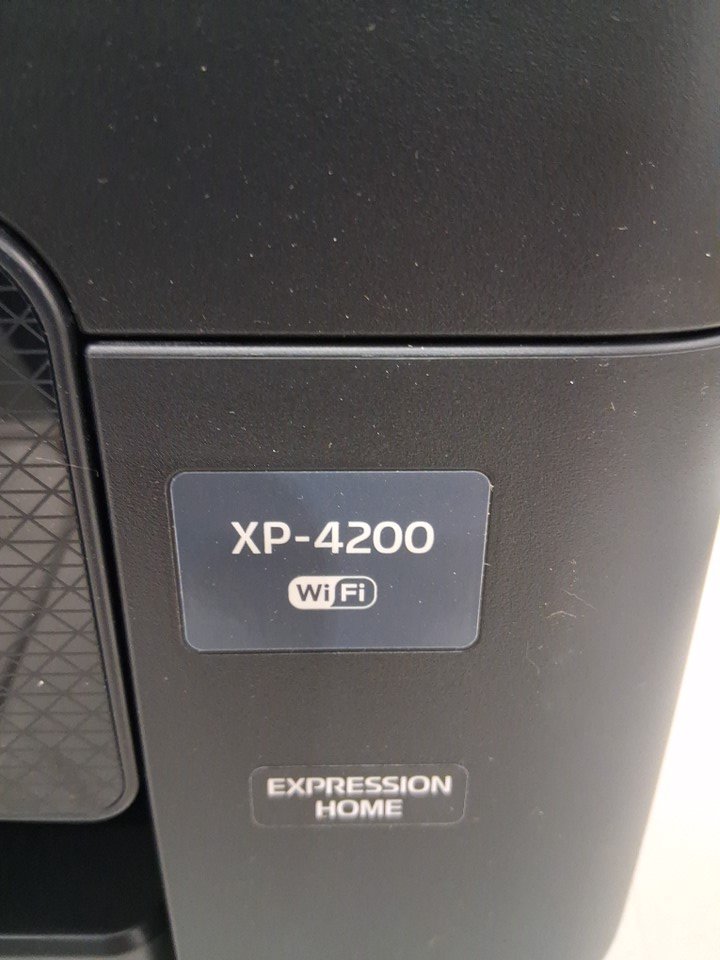 XP-4200
WiFi
EXPRESSION
HOME